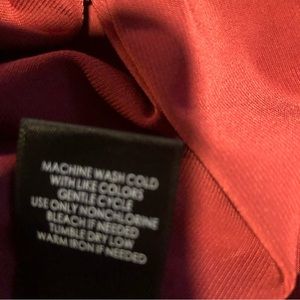 MACHINE WASH COLD
WITH LIKE COLORS
GENTLE CYCLE
USE ONLY NONCHLORINE
BLEACH IF NEEDED
TUMBLE DRY LOW
WARM IRON IF NEEDED